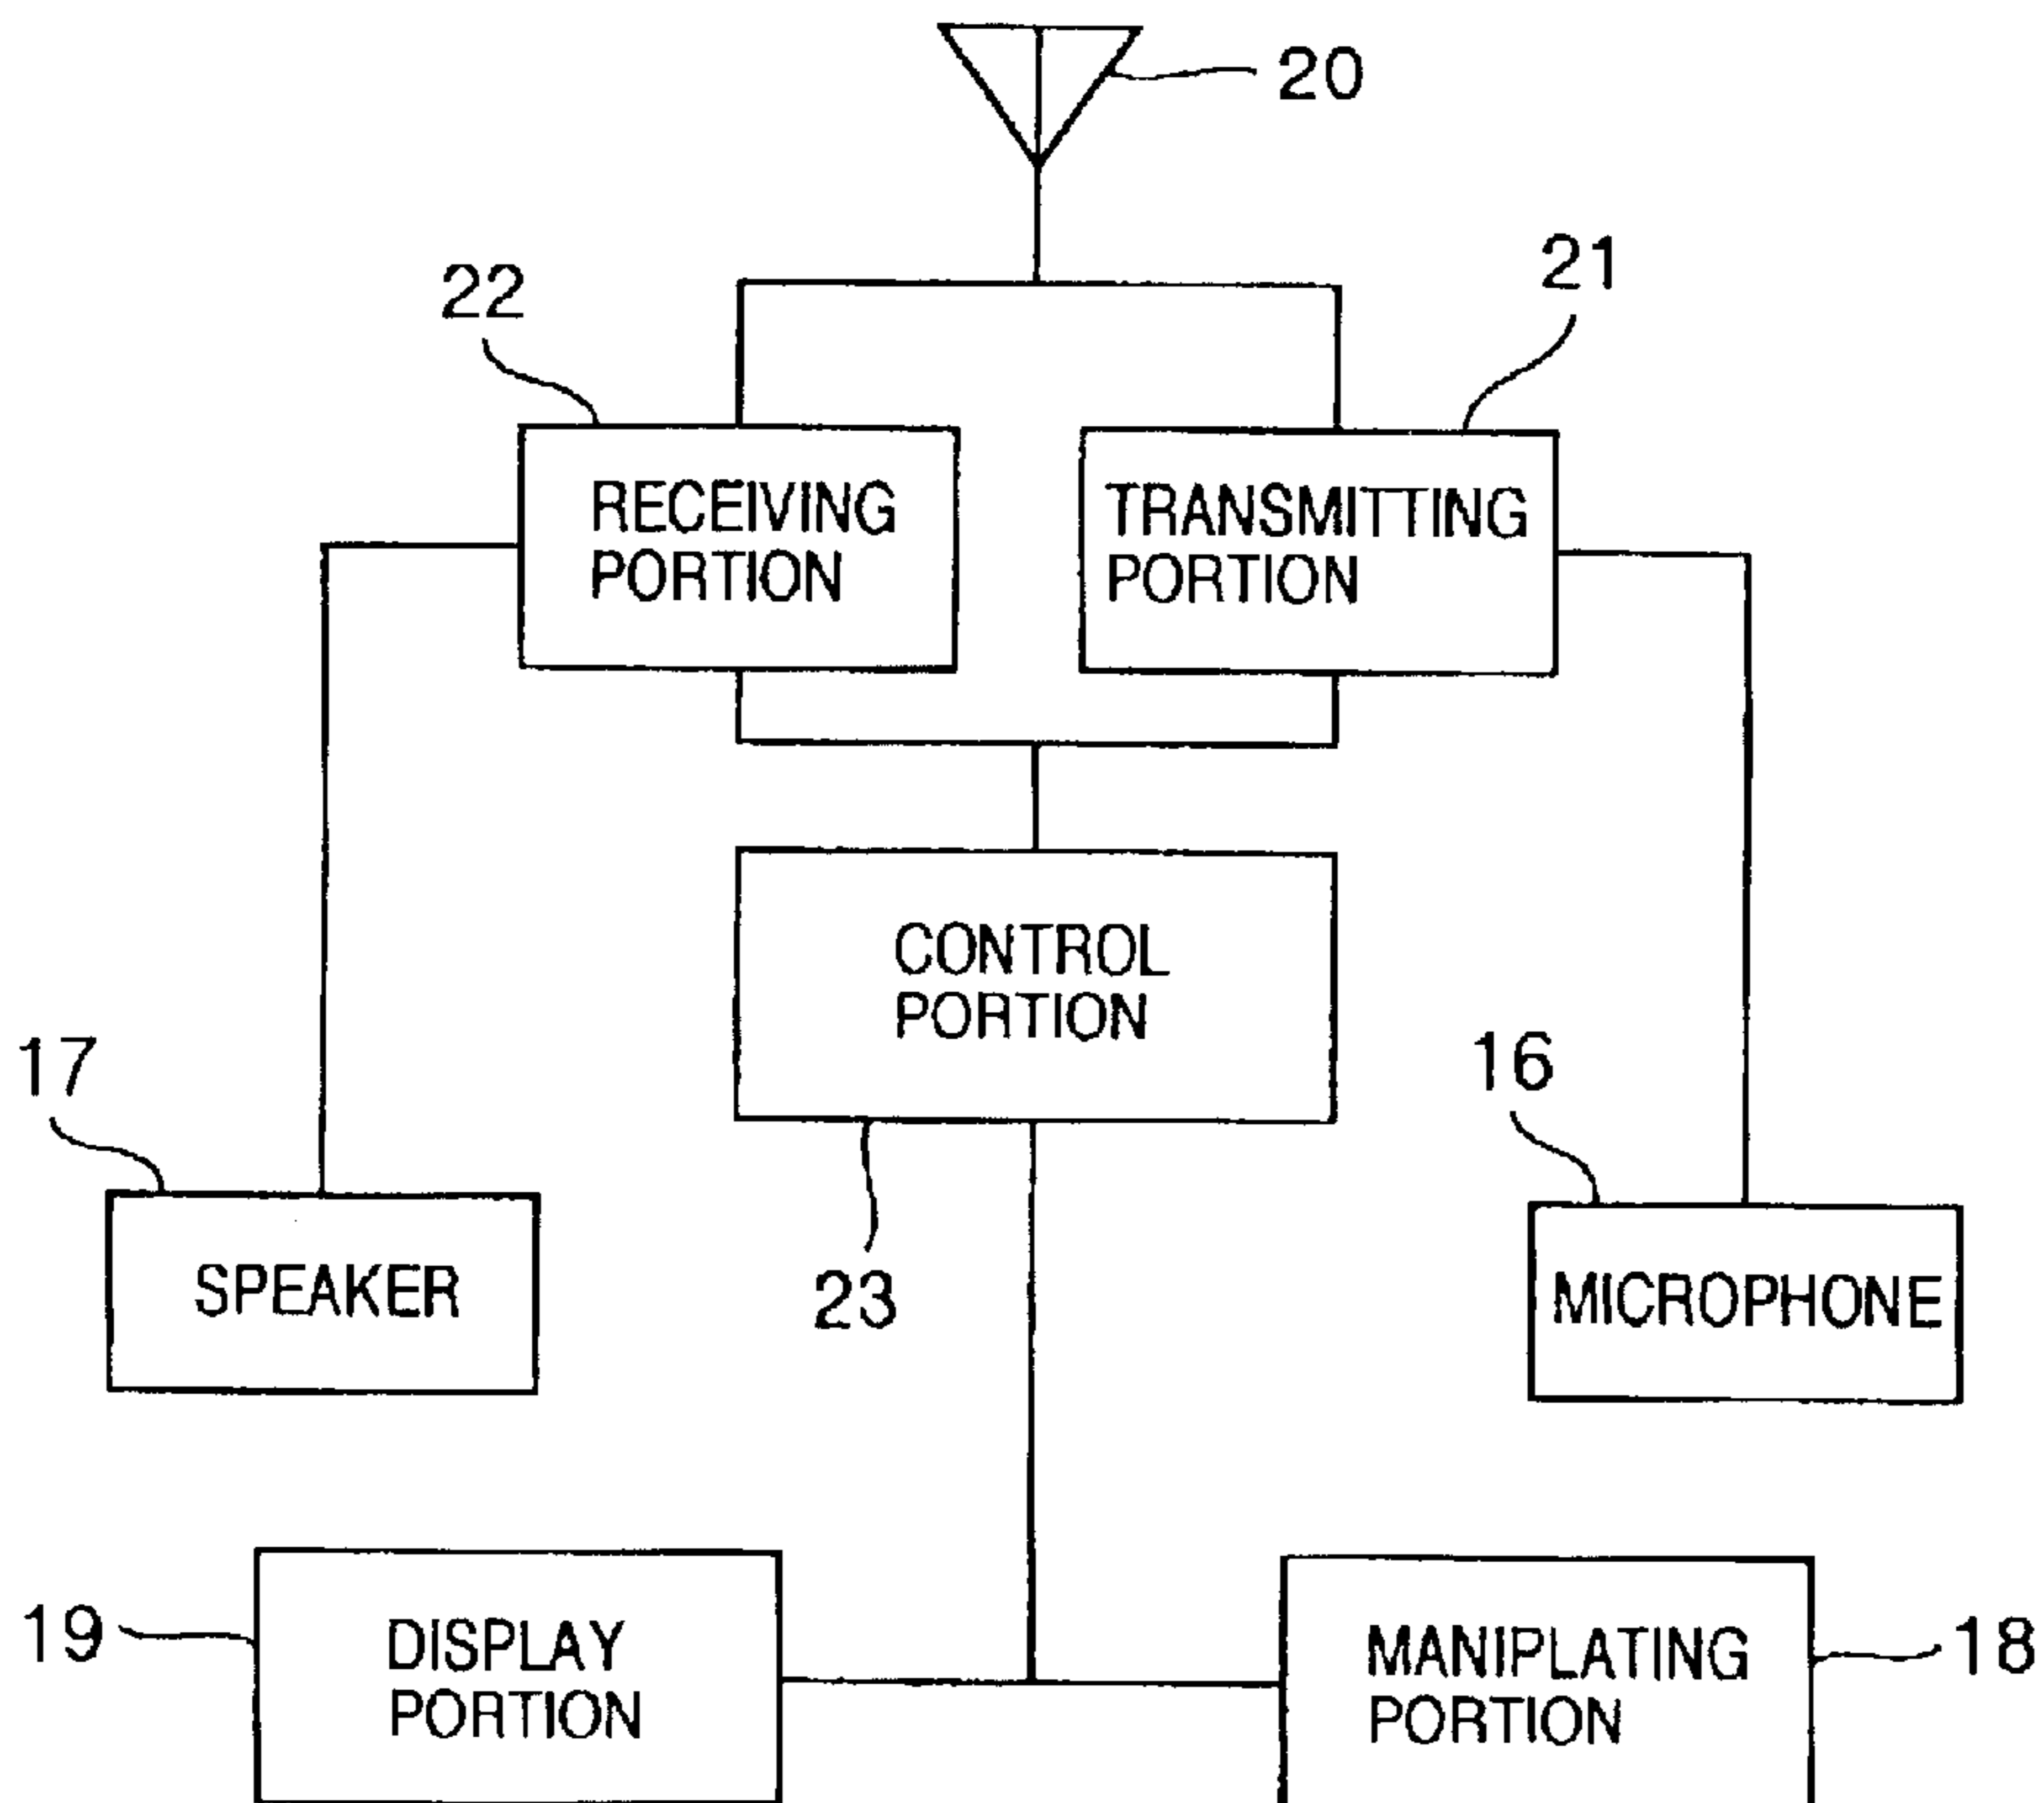 20
22
21
RECEIVING
PORTION
TRANSMITTING
PORTION
CONTROL
PORTION
17
16
23
SPEAKER
MICROPHONE
19
DISPLAY
PORTION
MANIPLATING
PORTION
18